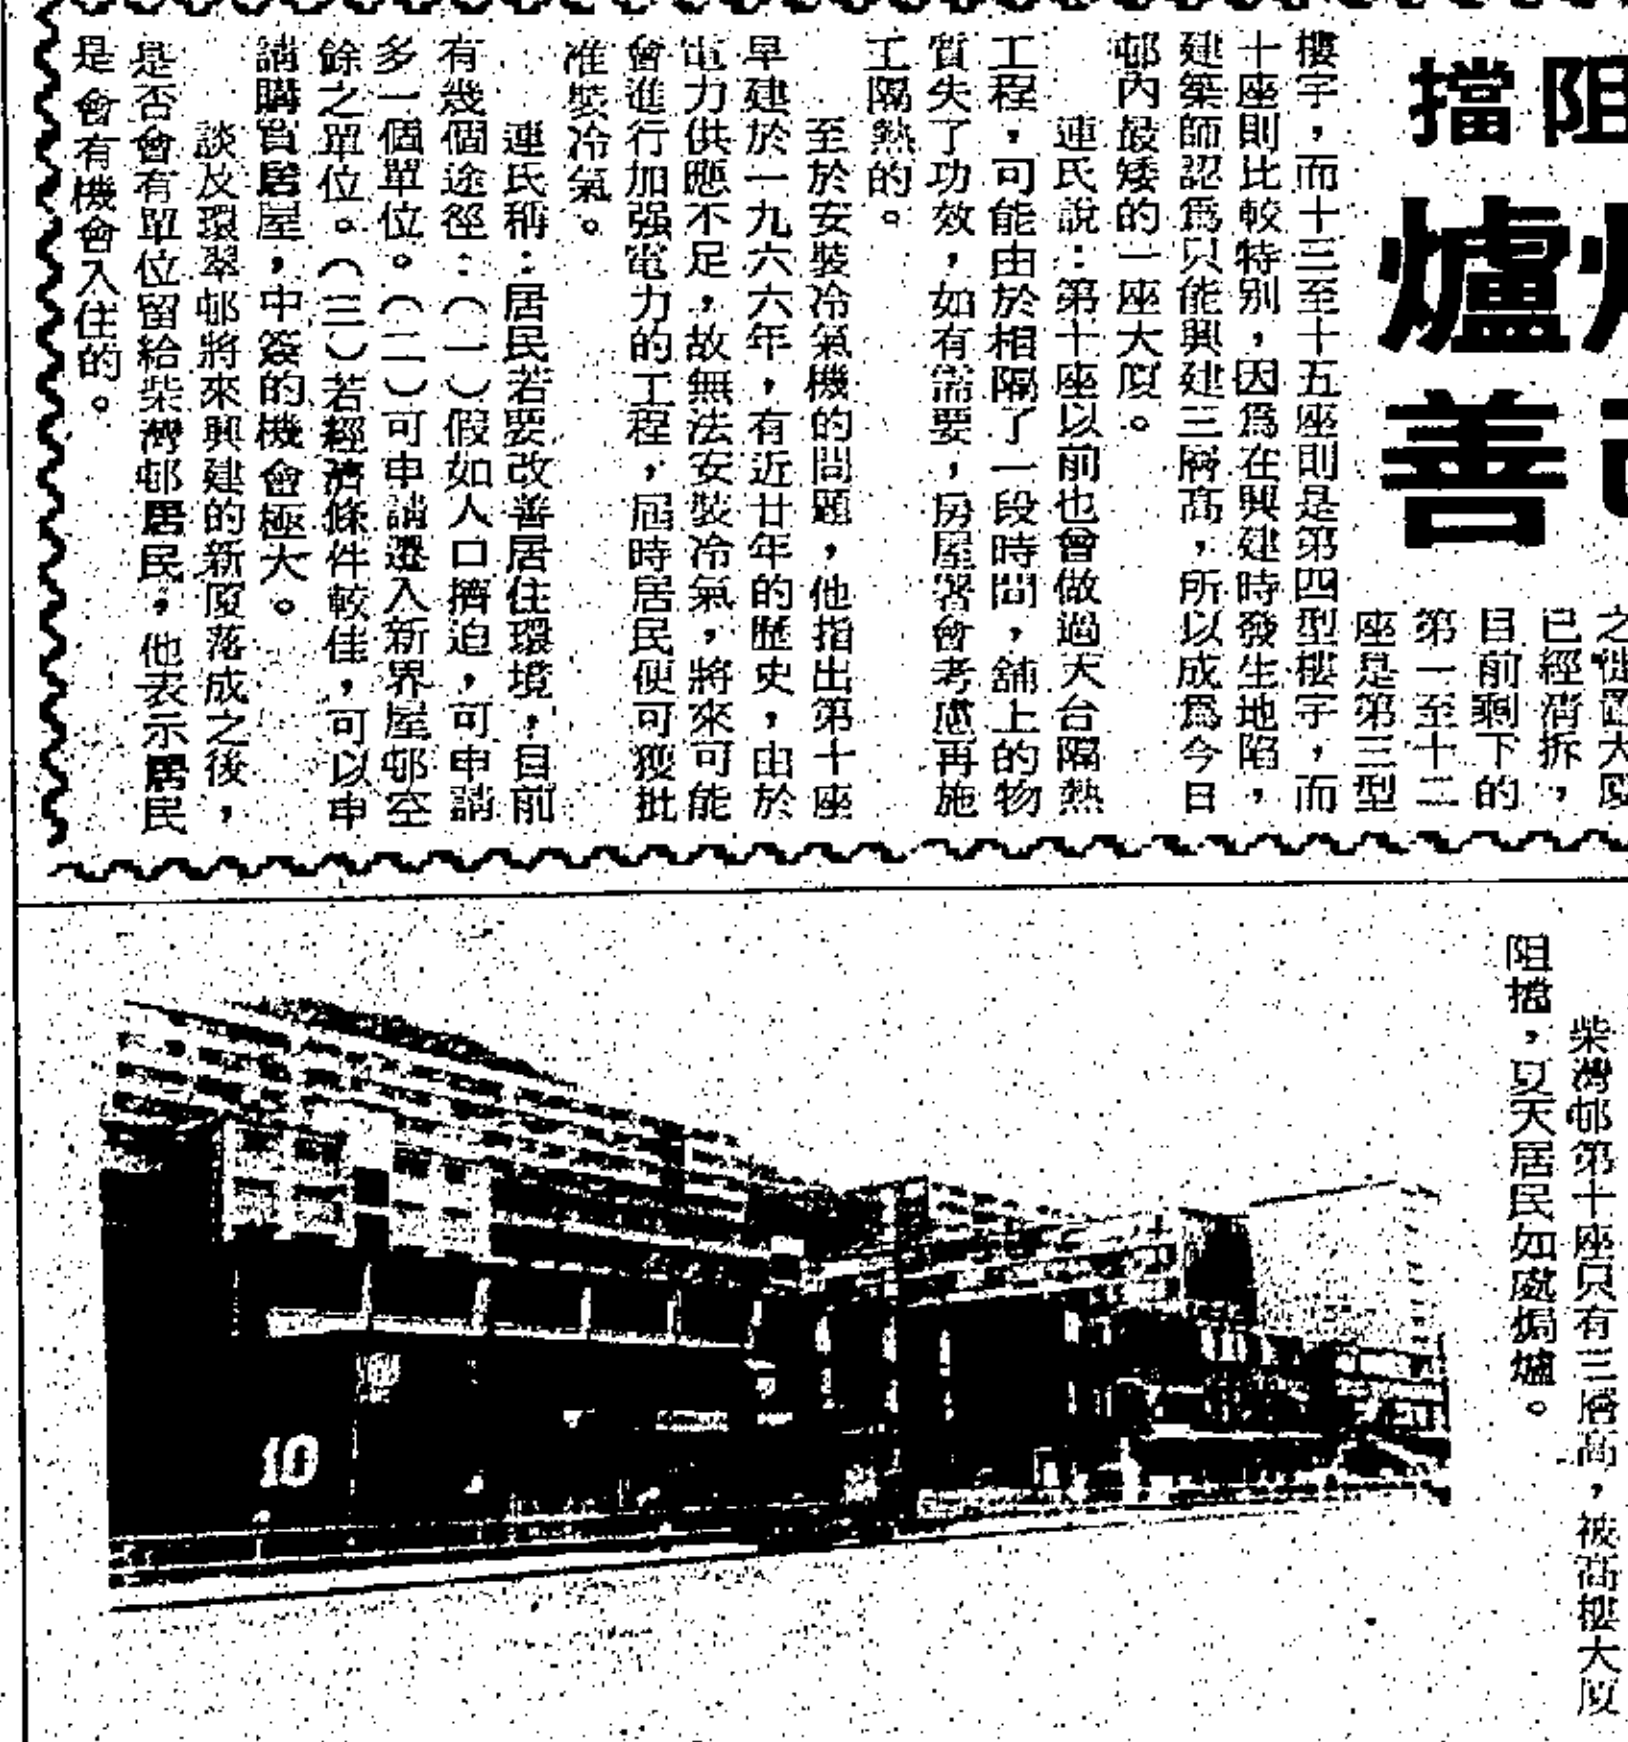 阻擋
爐
善
之徙置大廈
已經清拆，
目前剩下的
第一至十二
座是第三型
樓宇，而十三至十五座則是第四型樓宇，而
十座則比較特別，因爲在興建時發生地陷，
建築師認爲只能興建三層高，所以成爲今日
邨內最矮的一座大廈。
連氏說：第十座以前也曾做過天台隔熱
工程，可能由於相隔了一段時間，舖上的物
質失了功效，如有需要，房屋署會考慮再施
工隔熱的。
至於安裝冷氣機的問題，他指出第十座
早建於一九六六年，有近廿年的歷史，由於
電力供應不足，故無法安裝冷氣，將來可能
會進行加强電力的工程，屆時居民便可獲批
准裝冷氣。
連氏稱：居民若要改善居住環境，目前
有幾個途徑：（一）假如人口擠迫，可申請
多一個單位。（二）可申請遷入新界屋邨空
餘之單位。（三）若經濟條件較佳，可以申
請購買居屋，中簽的機會極大。
談及環翠邨將來興建的新廈落成之後，
是否會有單位留給柴灣邨居民，他表示居民
是會有機會入住的。
柴灣邨第十座只有三層高，被高樓大廈
阻擋，夏天居民如處焗爐。